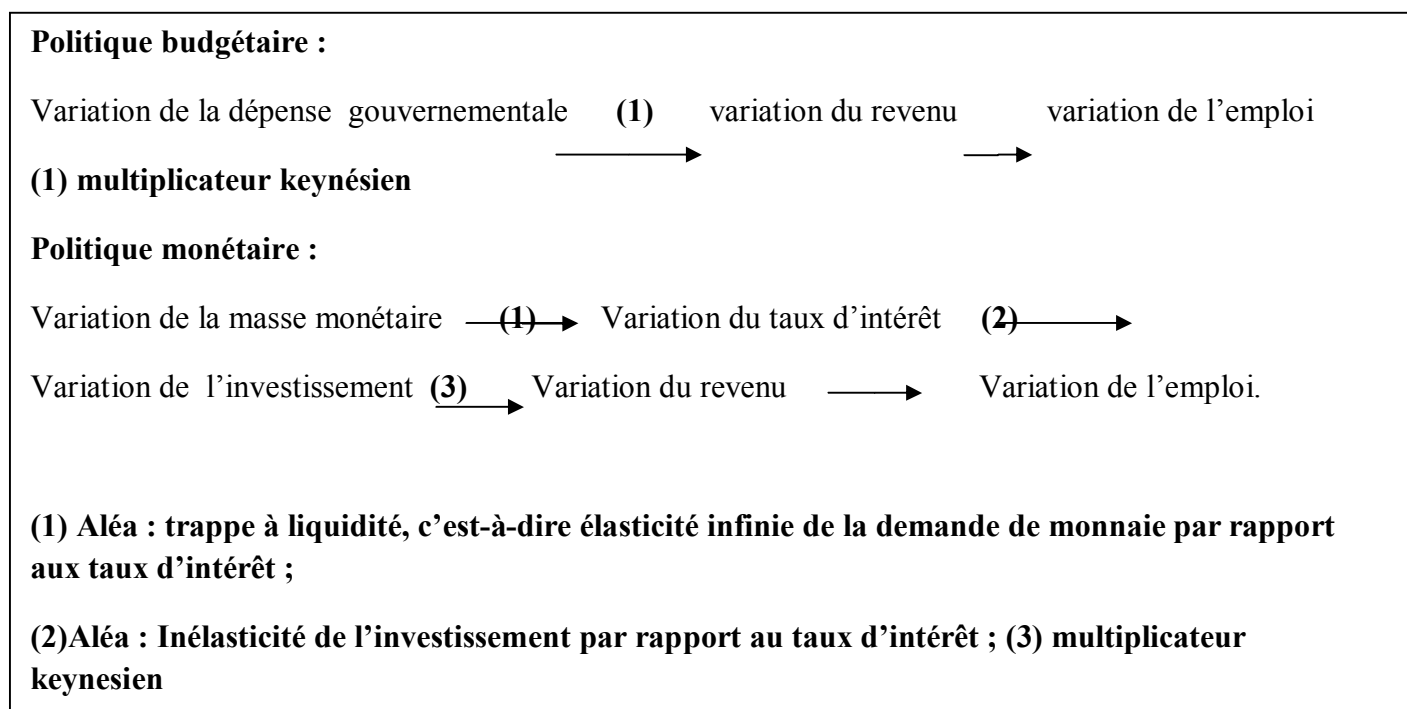 Politique budgétaire :
Variation de la dépense gouvernementale (1) variation du revenu variation de l’emploi
(1) multiplicateur keynésien
Politique monétaire :
Variation de la masse monétaire (1) Variation du taux d’intérêt (2)
Variation de l’investissement (3) Variation du revenu Variation de l’emploi.
(1) Aléa : trappe à liquidité, c’est-à-dire élasticité infinie de la demande de monnaie par rapport
aux taux d’intérêt ;
(2)Aléa : Inélasticité de l’investissement par rapport au taux d’intérêt ; (3) multiplicateur
keynesien